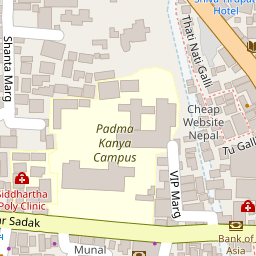 Hotel
Thati Nati Galli
Shanta Marg
Padma
Kanya
Campus
Cheap
Website
Nepal
Tu Gall
VIP Marg
Siddhartha
Poly Clinic
ar Sadak
Bank of
Asia
Munal